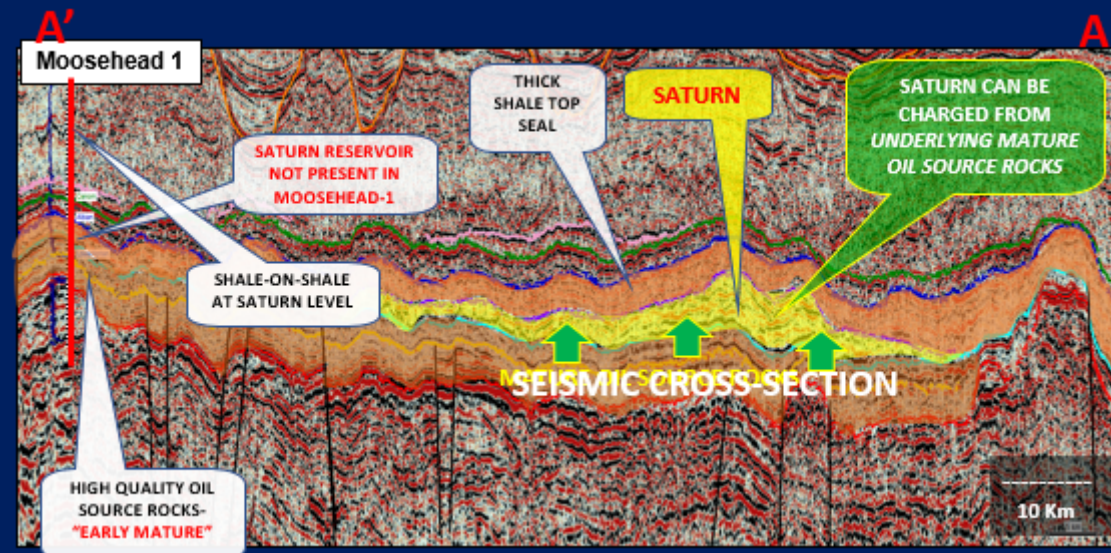 A'
A
Moosehead 1
THICK
SHALE TOP
SEAL
SATURN
SATURN CAN BE
CHARGED FROM
UNDERLYING MATURE
OIL SOURCE ROCKS
SATURN RESERVOIR
NOT PRESENT IN
MOOSEHEAD-1
SHALE-ON-SHALE
AT SATURN LEVEL
SEISMIC CROSS-SECTION
HIGH QUALITY OIL
SOURCE ROCKS-
“EARLY MATURE”
10 Km